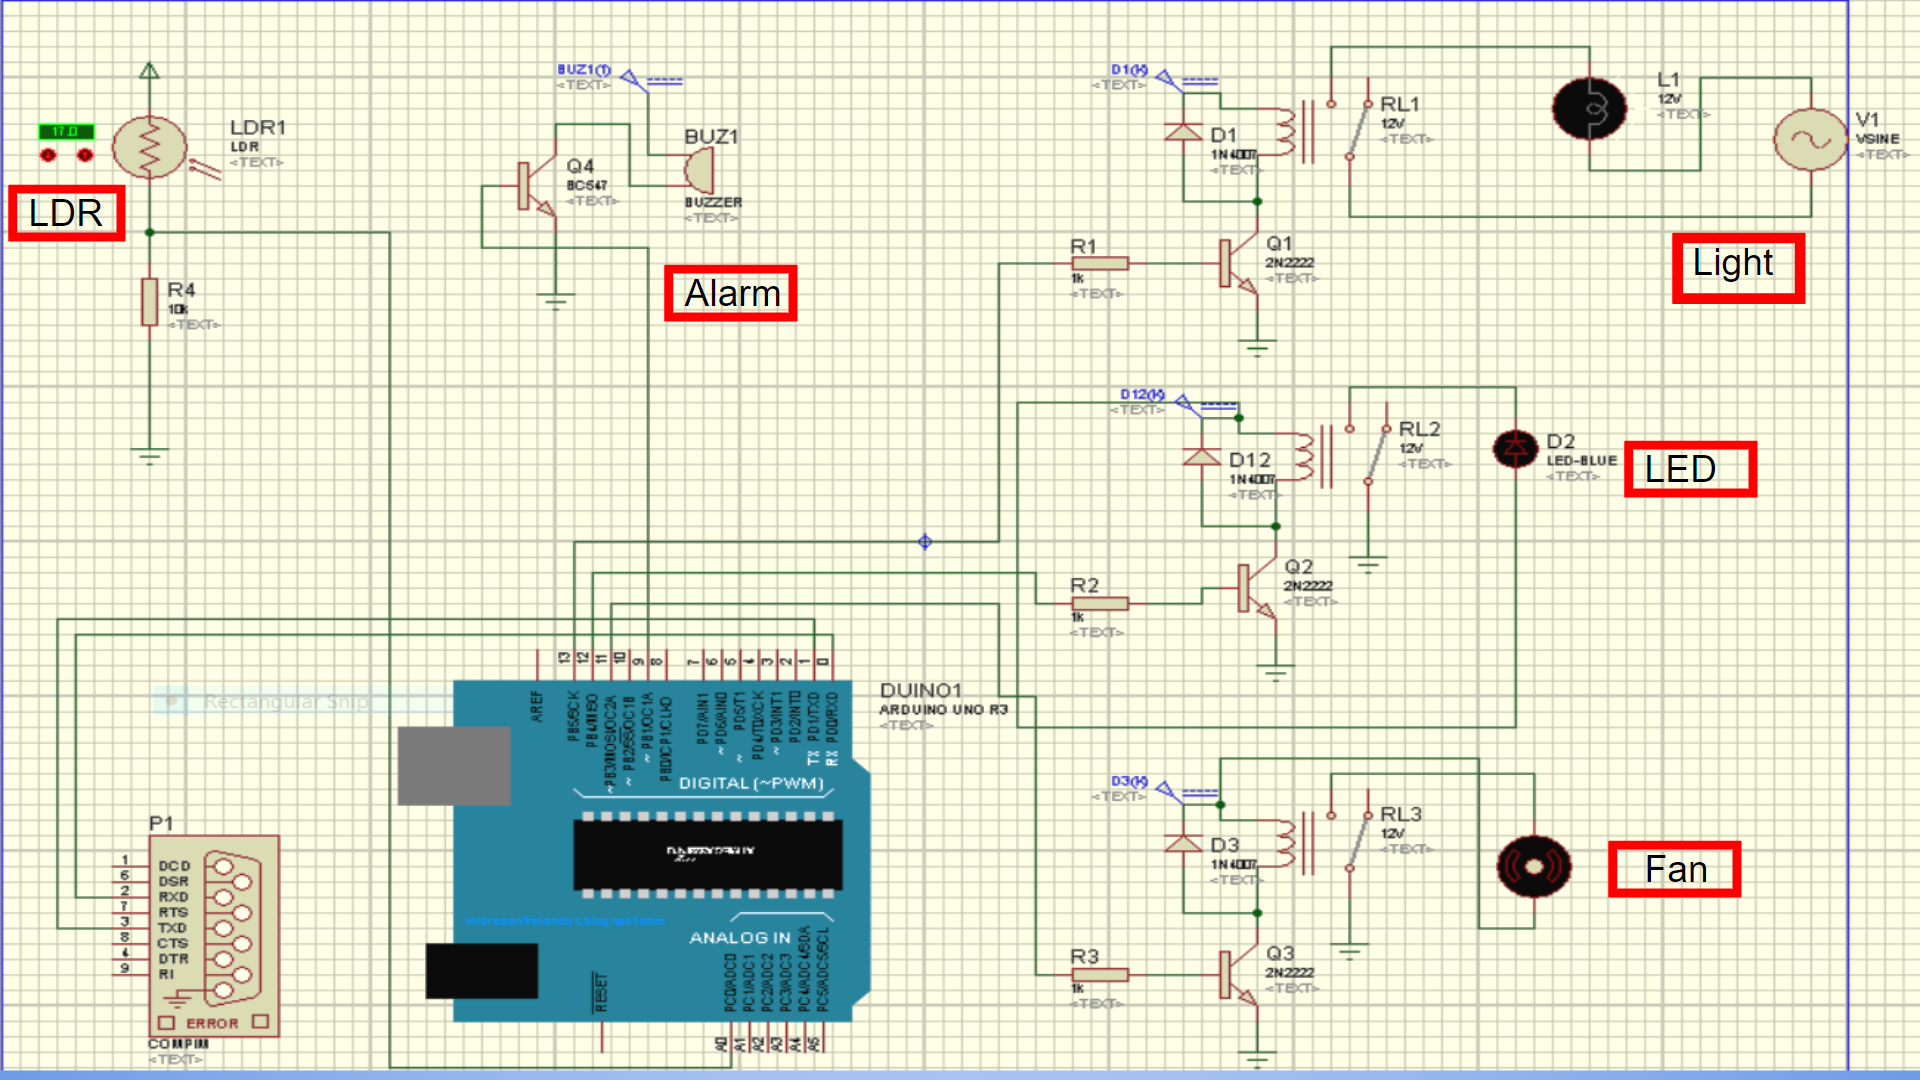 17.0
LDR1
LDR
<TEXT>
LDR
R4
10k
<TEXT>
BUZ1(1)
<TEXT>
Q4
BC547
<TEXT>
BUZ1
BUZZER
<TEXT>
Alarm
D1(K)
<TEXT>
D1
1N4007
<TEXT>
RL1
12V
<TEXT>
L1
12V
<TEXT>
V1
VSINE
<TEXT>
R1
1k
<TEXT>
Q1
2N2222
<TEXT>
Light
D12(K)
<TEXT>
D12
1N4007
<TEXT>
RL2
12V
<TEXT>
D2
LED-BLUE
<TEXT>
LED
R2
1k
<TEXT>
Q2
2N2222
<TEXT>
Rectangular Snip
13
12
11
10
9
8
7
6
5
4
3
2
1
0
AREF
PB5/SCK
PB4/MISO
~ PB3/MOSI/OC2A
~ PB2/SS/OC1B
~ PB1/OC1A
PB0/ICP1/CLKO
PD7/AIN1
~ PD6/AIN0
~ PD5/T1
PD4/T0/XCK
~ PD3/INT1
PD2/INT0
TX PD1/TXD
RX PD0/RXD
DIGITAL (~PWM)
DUINO1
ARDUINO UNO R3
<TEXT>
microcontrolandos.blogspot.com
ANALOG IN
RESET
PC0/ADC0
PC1/ADC1
PC2/ADC2
PC3/ADC3
PC4/ADC4/SDA
PC5/ADC5/SCL
A0
A1
A2
A3
A4
A5
P1
1
DCD
6
DSR
2
RXD
7
RTS
3
TXD
8
CTS
4
DTR
9
RI
ERROR
COMPIM
<TEXT>
D3(K)
<TEXT>
D3
1N4007
<TEXT>
RL3
12V
<TEXT>
Fan
R3
1k
<TEXT>
Q3
2N2222
<TEXT>